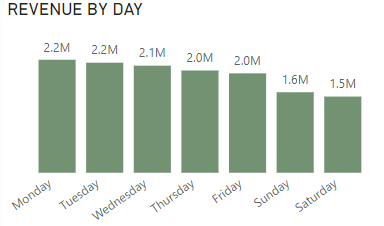 REVENUE BY DAY
2.2M
2.2M
2.1M
2.0M
2.0M
1.6M
1.5M
Monday
Tuesday
Wednesday
Thursday
Friday
Sunday
Saturday